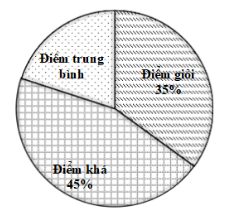 Điểm trung
bình
Điểm giỏi
35%
Điểm khá
45%